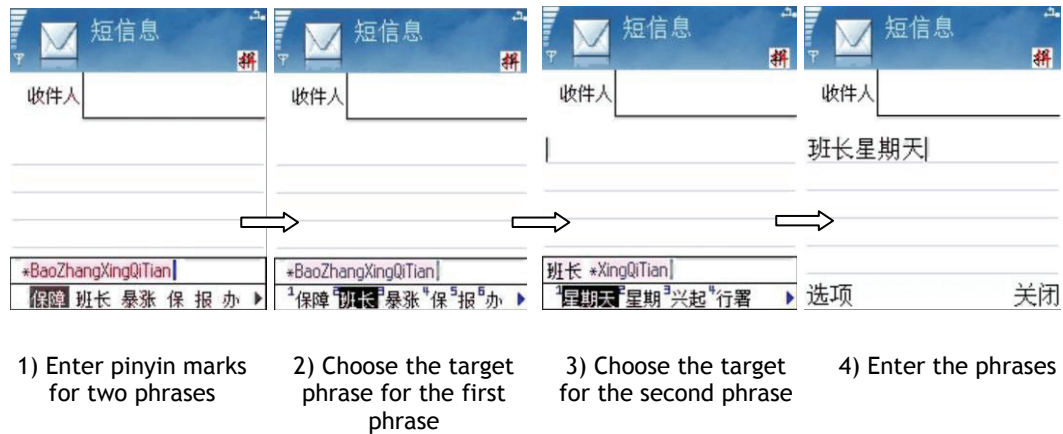 短信息
拼
收件人
*BaoZhangXingQiTian
保障 班长 暴涨 保 报 办
1) Enter pinyin marks
for two phrases
短信息
拼
收件人
*BaoZhangXingQiTian
1保障 2班长 3暴涨 4保 5报 6办
2) Choose the target
phrase for the first
phrase
短信息
拼
收件人
班长 *XingQiTian
1星期天 2星期 3兴起 4行署
3) Choose the target
for the second phrase
短信息
拼
收件人
班长星期天
选项 关闭
4) Enter the phrases